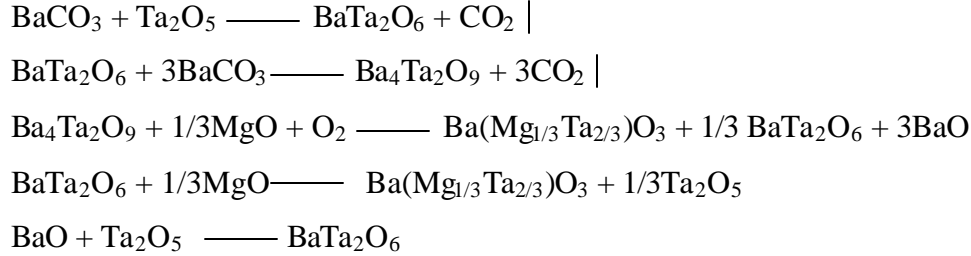 BaCO₃ + Ta₂O₅ —— BaTa₂O₆ + CO₂ |
BaTa₂O₆ + 3BaCO₃ —— Ba₄Ta₂O₉ + 3CO₂ |
Ba₄Ta₂O₉ + 1/3MgO + O₂ —— Ba(Mg₁/₃Ta₂/₃)O₃ + 1/3 BaTa₂O₆ + 3BaO
BaTa₂O₆ + 1/3MgO —— Ba(Mg₁/₃Ta₂/₃)O₃ + 1/3Ta₂O₅
BaO + Ta₂O₅ —— BaTa₂O₆